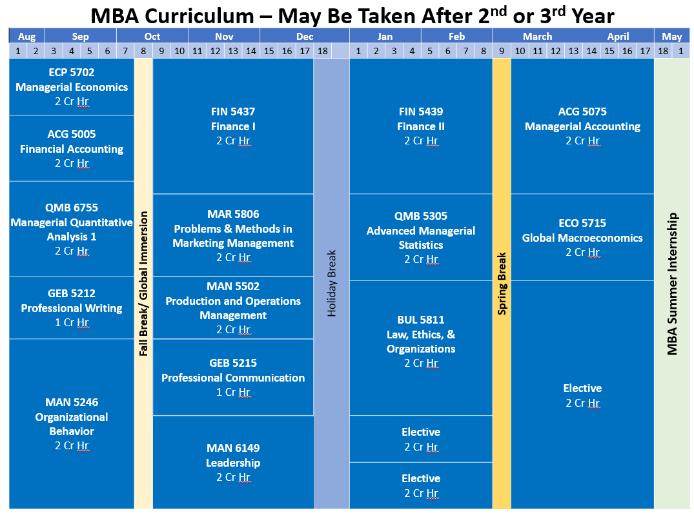 MBA Curriculum – May Be Taken After 2nd or 3rd Year
Aug Sep Oct Nov Dec Jan Feb March April May
1 2 3 4 5 6 7 8 9 10 11 12 13 14 15 16 17 18 1 2 3 4 5 6 7 8 9 10 11 12 13 14 15 16 17 18 1
ECP 5702
Managerial Economics
2 Cr Hr
ACG 5005
Financial Accounting
2 Cr Hr
QMB 6755
Managerial Quantitative
Analysis 1
2 Cr Hr
GEB 5212
Professional Writing
1 Cr Hr
MAN 5246
Organizational
Behavior
2 Cr Hr
Fall Break/ Global Immersion
FIN 5437
Finance I
2 Cr Hr
MAR 5806
Problems & Methods in
Marketing Management
2 Cr Hr
MAN 5502
Production and Operations
Management
2 Cr Hr
GEB 5215
Professional Communication
1 Cr Hr
MAN 6149
Leadership
2 Cr Hr
Holiday Break
FIN 5439
Finance II
2 Cr Hr
QMB 5305
Advanced Managerial
Statistics
2 Cr Hr
BUL 5811
Law, Ethics, &
Organizations
2 Cr Hr
Elective
2 Cr Hr
Elective
2 Cr Hr
Spring Break
ACG 5075
Managerial Accounting
2 Cr Hr
ECO 5715
Global Macroeconomics
2 Cr Hr
Elective
2 Cr Hr
MBA Summer Internship